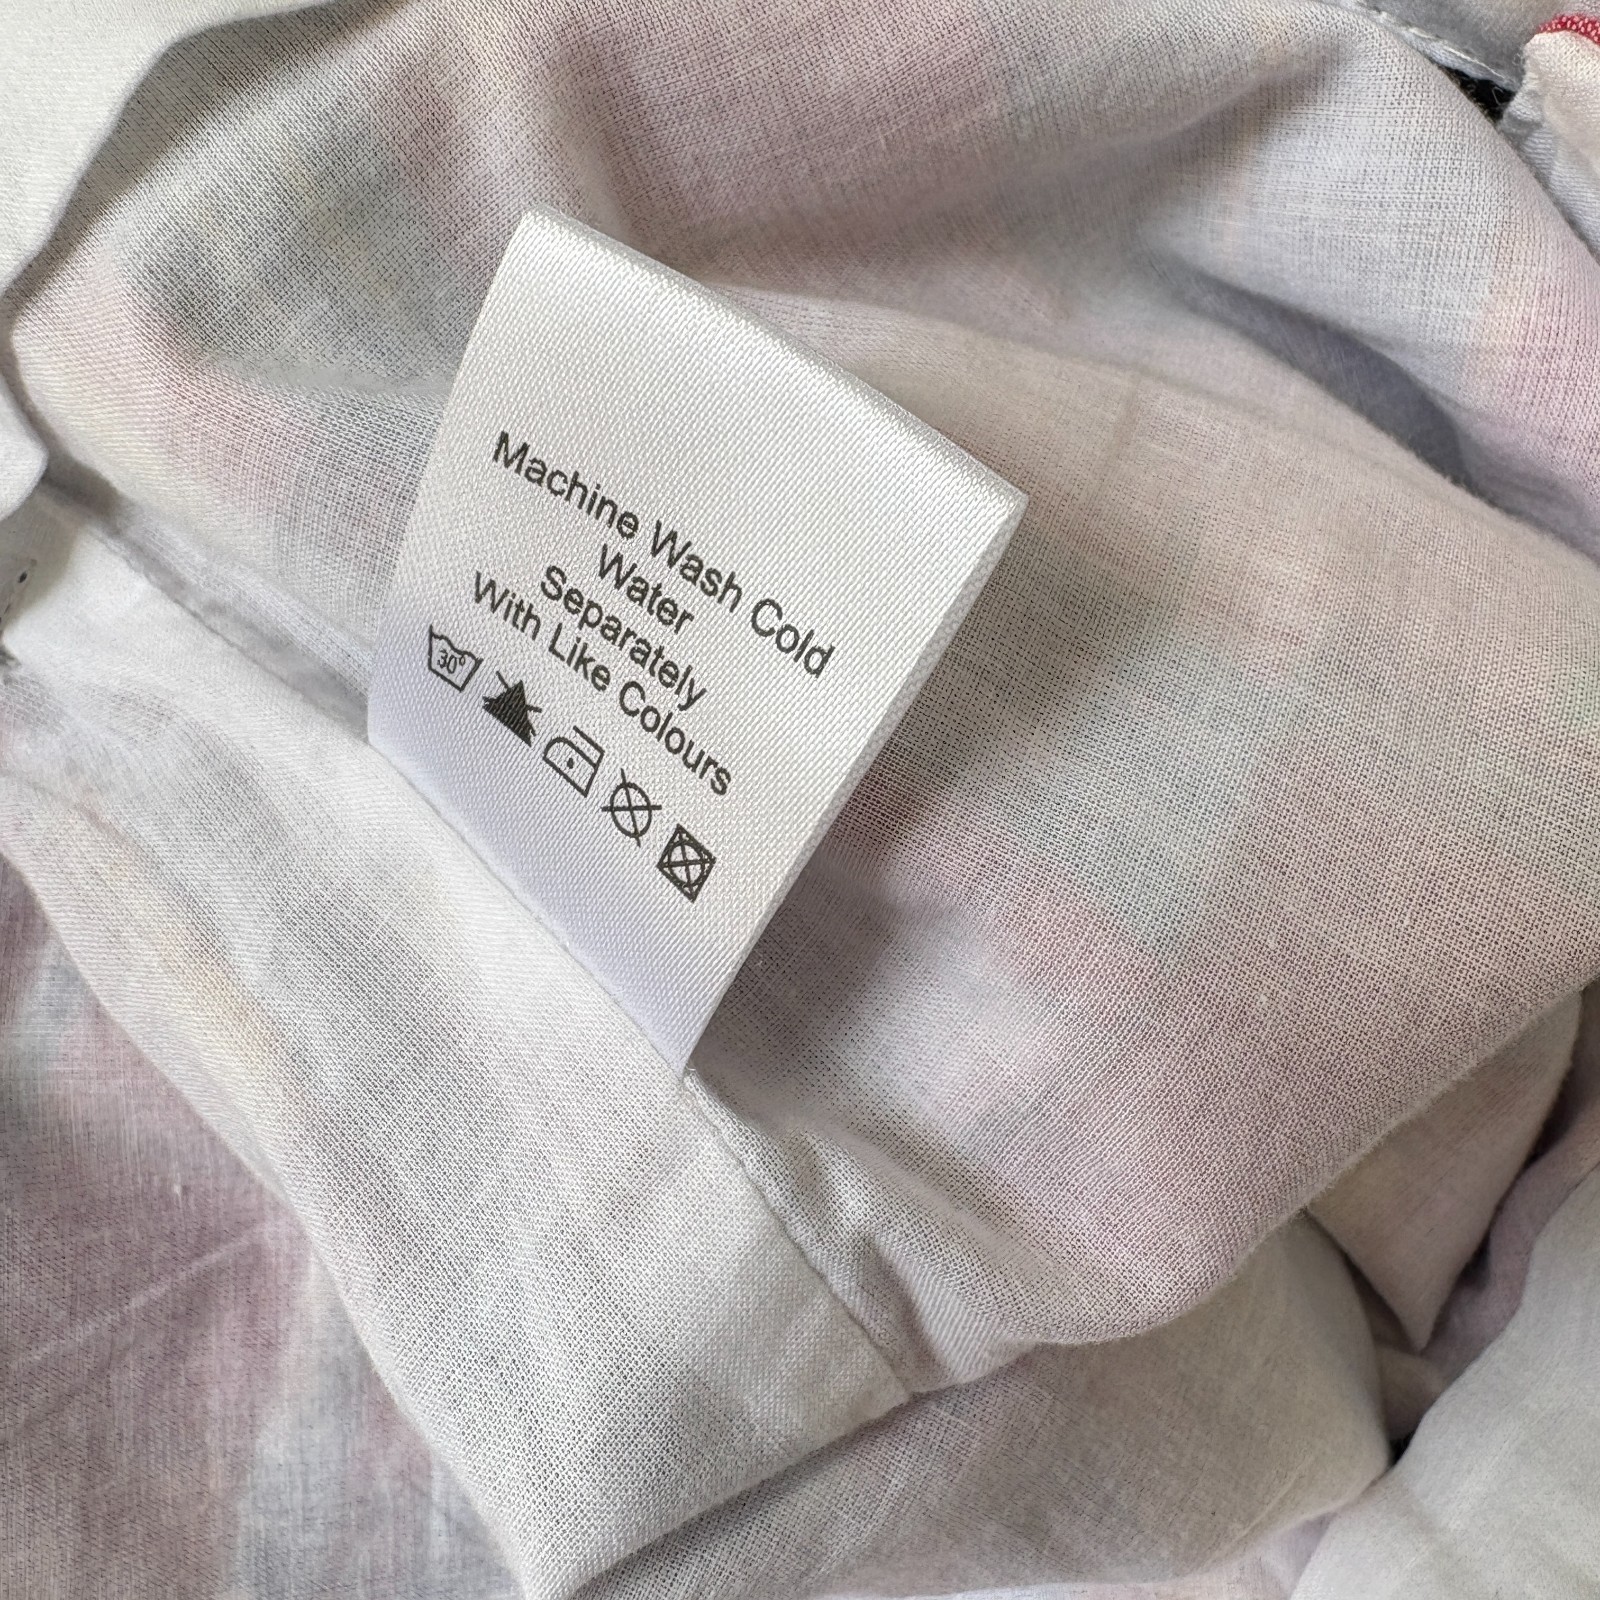 Machine Wash Cold
Water
Separately
With Like Colours
30°